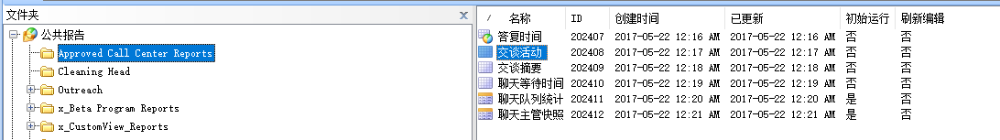 文件夹
公共报告
Approved Call Center Reports
Cleaning Head
Outreach
x_Beta Program Reports
x_CustomView_Reports
/ 名称 ID 创建时间 已更新 初始运行 刷新编辑
答复时间 202407 2017-05-22 12:16 AM 2017-05-22 12:16 AM 否 否
交谈活动 202408 2017-05-22 12:17 AM 2017-05-22 12:17 AM 否 否
交谈摘要 202409 2017-05-22 12:18 AM 2017-05-22 12:18 AM 否 否
聊天等待时间 202410 2017-05-22 12:19 AM 2017-05-22 12:19 AM 否 否
聊天队列统计 202411 2017-05-22 12:20 AM 2017-05-22 12:20 AM 是 否
聊天主管快照 202412 2017-05-22 12:21 AM 2017-05-22 12:21 AM 是 否